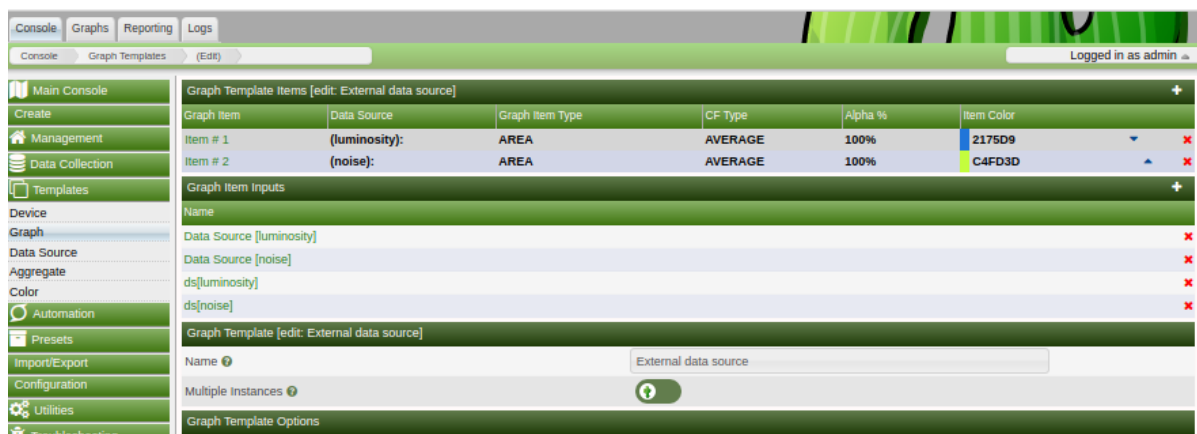 Console Graphs Reporting Logs
Console Graph Templates (Edit) Logged in as admin
Main Console
Create
Management
Data Collection
Templates
Device
Graph
Data Source
Aggregate
Color
Automation
Presets
Import/Export
Configuration
Utilities
Graph Template Items [edit: External data source]
Graph Item Data Source Graph Item Type CF Type Alpha % Item Color
Item # 1 (luminosity): AREA AVERAGE 100% 2175D9
Item # 2 (noise): AREA AVERAGE 100% C4FD3D
Graph Item Inputs
Name
Data Source [luminosity]
Data Source [noise]
ds[luminosity]
ds[noise]
Graph Template [edit: External data source]
Name External data source
Multiple Instances
Graph Template Options